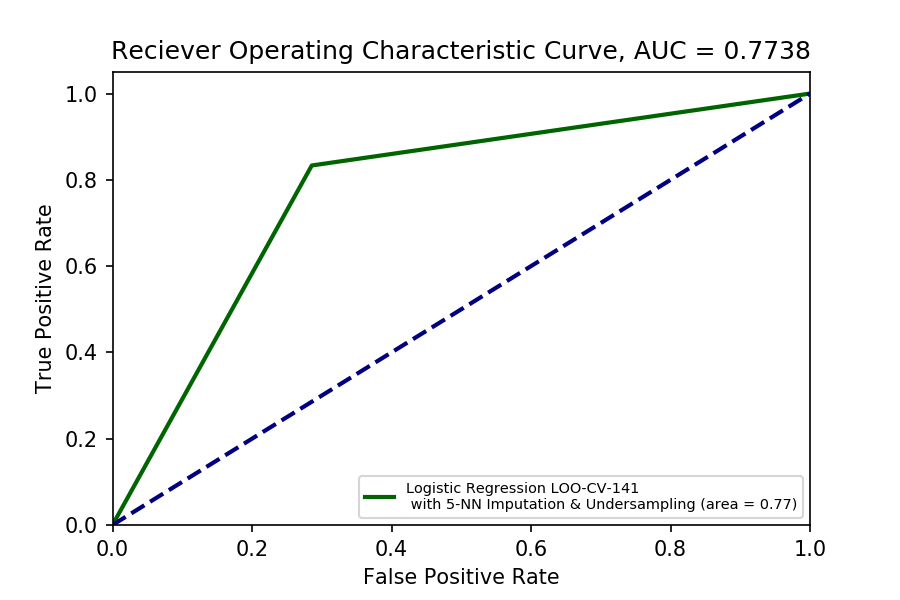 Reciever Operating Characteristic Curve, AUC = 0.7738
1.0
0.8
0.6
0.4
0.2
0.0
True Positive Rate
Logistic Regression LOO-CV-141
with 5-NN Imputation & Undersampling (area = 0.77)
0.0 0.2 0.4 0.6 0.8 1.0
False Positive Rate